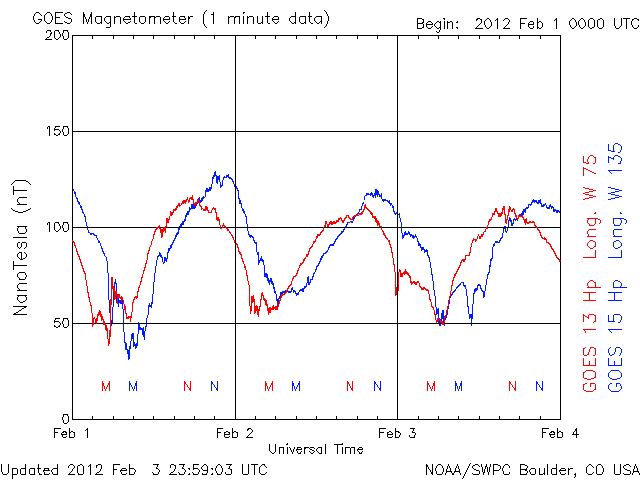 GOES Magnetometer (1 minute data)
Begin: 2012 Feb 1 0000 UTC
200
150
100
50
0
NanoTesla (nT)
M M N N M M N N M M N N
Feb 1 Feb 2 Feb 3 Feb 4
Universal Time
GOES 13 Hp Long. W 75
GOES 15 Hp Long. W 135
Updated 2012 Feb 3 23:59:03 UTC
NOAA/SWPC Boulder, CO USA